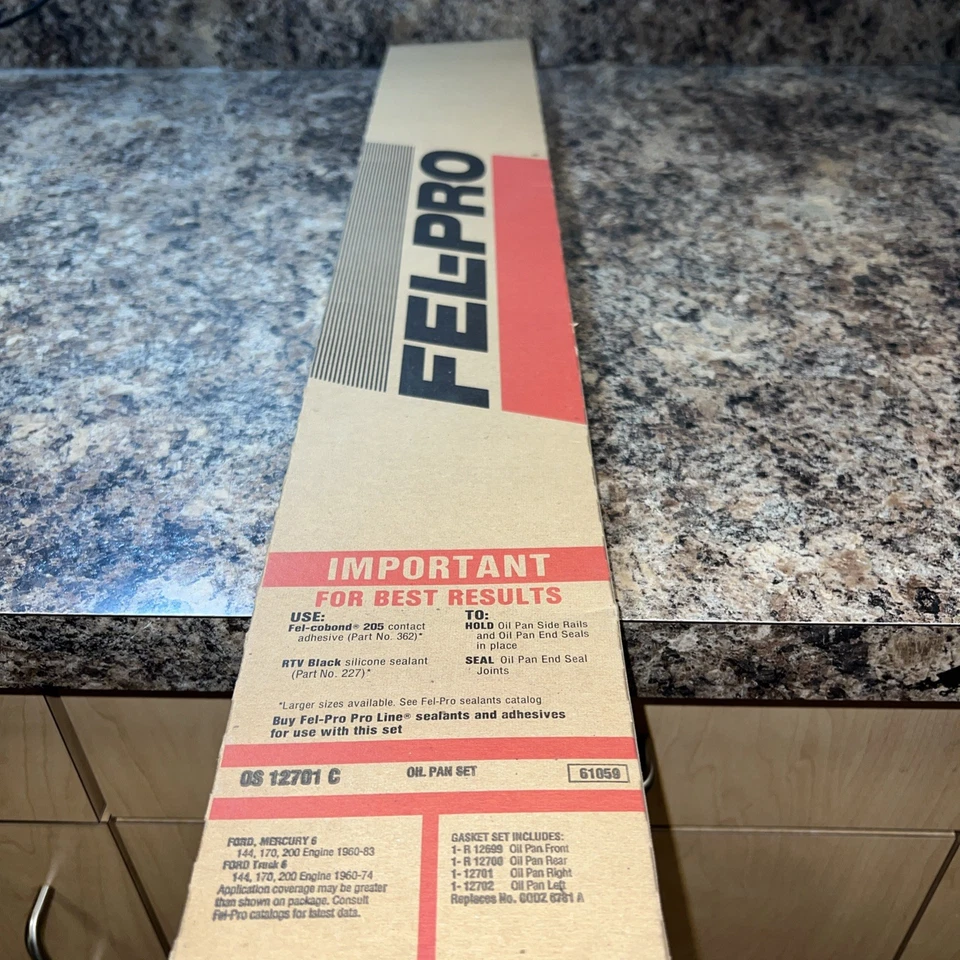 FEL-PRO
IMPORTANT
FOR BEST RESULTS
USE:
Fel-cobond® 205 contact
adhesive (Part No. 362)*
RTV Black silicone sealant
(Part No. 227)*
TO:
HOLD Oil Pan Side Rails
and Oil Pan End Seals
in place
SEAL Oil Pan End Seal
Joints
*Larger sizes available. See Fel-Pro sealants catalog
Buy Fel-Pro Pro Line® sealants and adhesives
for use with this set
OS 12701 C
OIL PAN SET
61059
FORD, MERCURY 6
144, 170, 200 Engine 1960-83
FORD Truck 6
144, 170, 200 Engine 1960-74
Application coverage may be greater
than shown on package. Consult
Fel-Pro catalogs for latest data.
GASKET SET INCLUDES:
1- R 12699 Oil Pan Front
1- R 12700 Oil Pan Rear
1- 12701 Oil Pan Right
1- 12702 Oil Pan Left
Replaces No. 6781 A